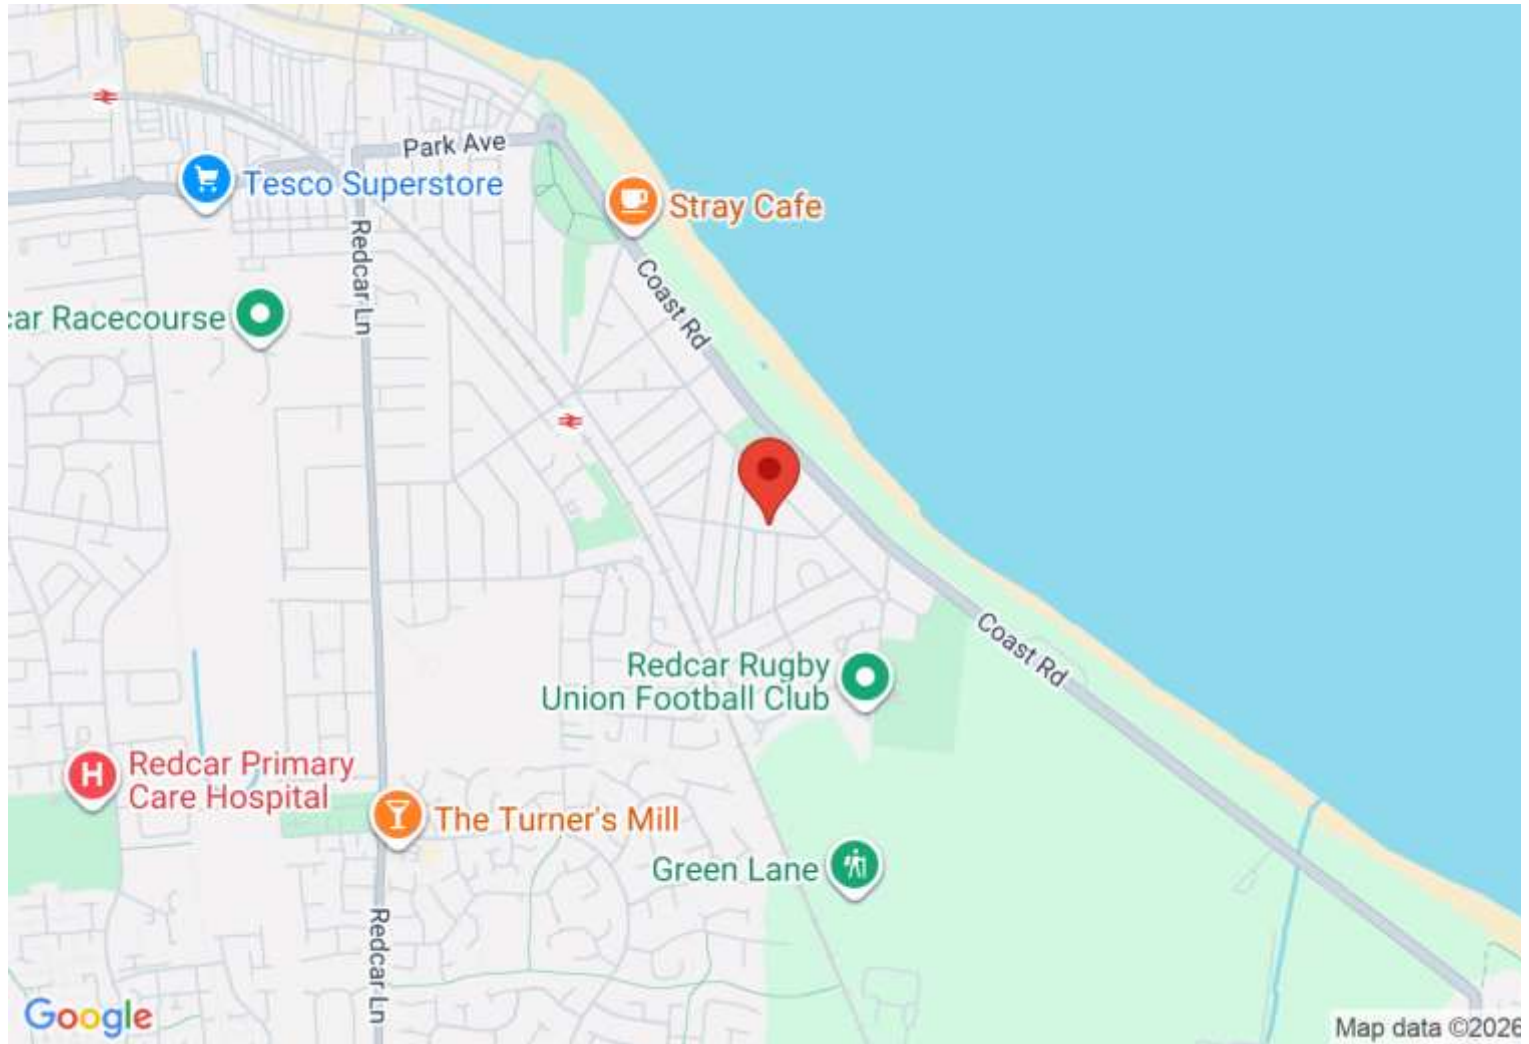 Park Ave
Tesco Superstore
Stray Cafe
Redcar Ln
Coast Rd
car Racecourse
Redcar Rugby
Union Football Club
Coast Rd
H
Redcar Primary
Care Hospital
The Turner's Mill
Green Lane
Redcar Ln
Google
Map data ©2026